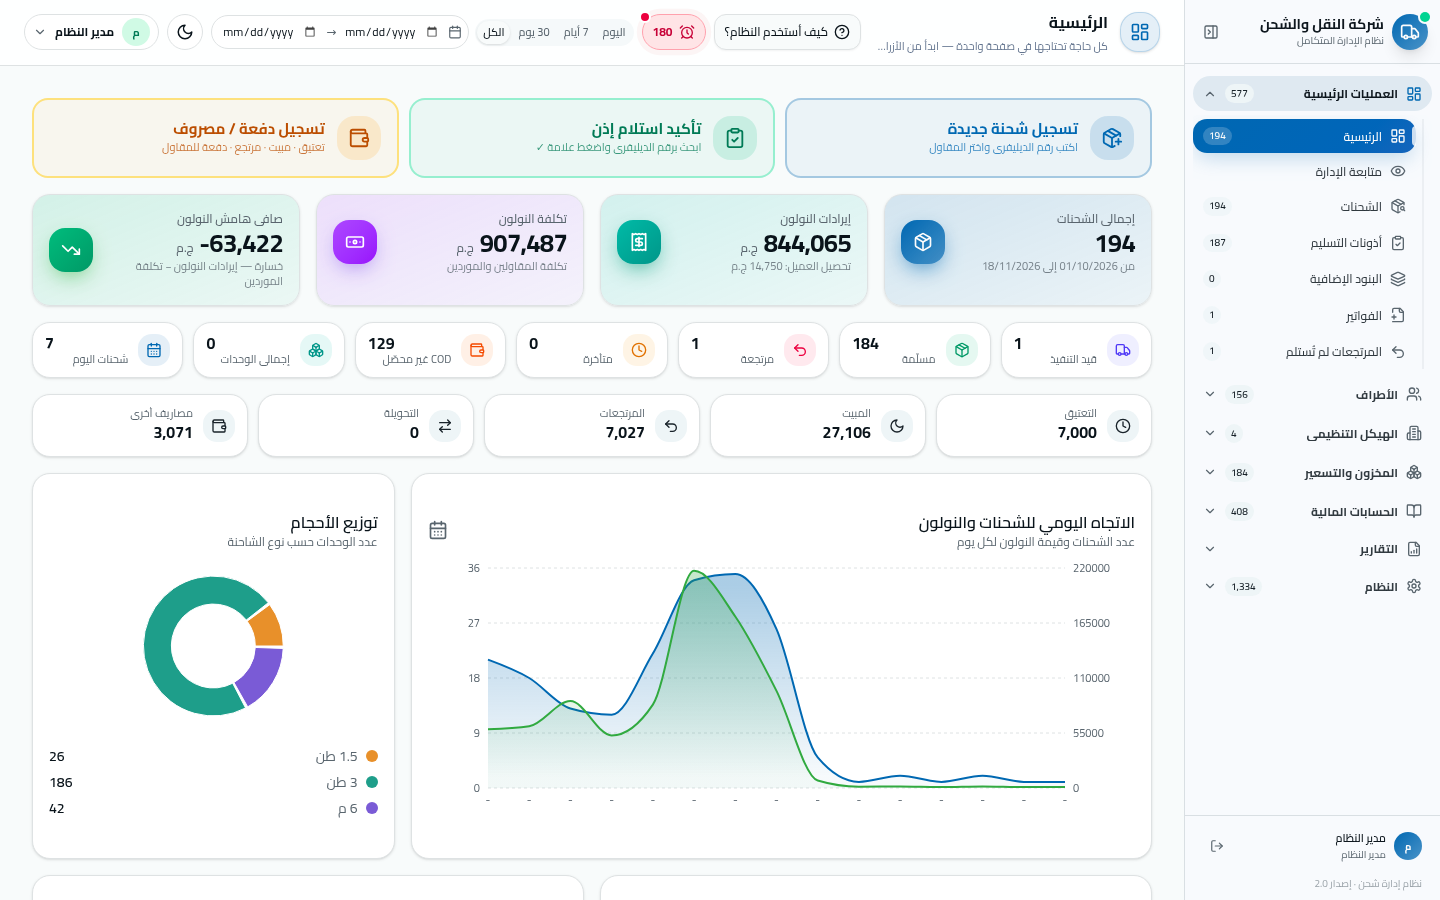 شركة النقل والشحن
نظام الإدارة المتكامل
العمليات الرئيسية 577
الرئيسية 194
متابعة الإدارة
الشحنات 194
أذونات التسليم 187
البنود الإضافية 0
الفواتير 1
المرتجعات لم تُستلم 1
الأطراف 156
الهيكل التنظيمي 4
المخزون والتسعير 184
الحسابات المالية 408
التقارير
النظام 1,334
مدير النظام
مدير النظام
م
نظام إدارة شحن · إصدار 2.0
الرئيسية
كل حاجة تحتاجها في صفحة واحدة — ابدأ من الأزرا...
كيف أستخدم النظام؟
180
اليوم 7 أيام 30 يوم الكل
mm/dd/yyyy → mm/dd/yyyy
م مدير النظام
تسجيل شحنة جديدة
اكتب رقم الديليفري واختر المقاول
تأكيد استلام إذن
ابحث برقم الديليفري واضغط علامة ✓
تسجيل دفعة / مصروف
تعتيق · مبيت · مرتجع · دفعة للمقاول
إجمالي الشحنات
194
من 01/10/2026 إلى 18/11/2026
إيرادات النولون
844,065 ج.م
تحصيل العميل: 14,750 ج.م
تكلفة النولون
907,487 ج.م
تكلفة المقاولين والموردين
صافي هامش النولون
-63,422 ج.م
خسارة — إيرادات النولون − تكلفة
الموردين
1
قيد التنفيذ
184
مسلّمة
1
مرتجعة
0
متأخرة
129
COD غير محصّل
0
إجمالي الوحدات
7
شحنات اليوم
التعتيق
7,000
المبيت
27,106
المرتجعات
7,027
التحويلة
0
مصاريف أخرى
3,071
الاتجاه اليومي للشحنات والنولون
عدد الشحنات وقيمة النولون لكل يوم
36 220000
27 165000
18 110000
9 55000
0 0
توزيع الأحجام
عدد الوحدات حسب نوع الشاحنة
1.5 طن 26
3 طن 186
6 م 42